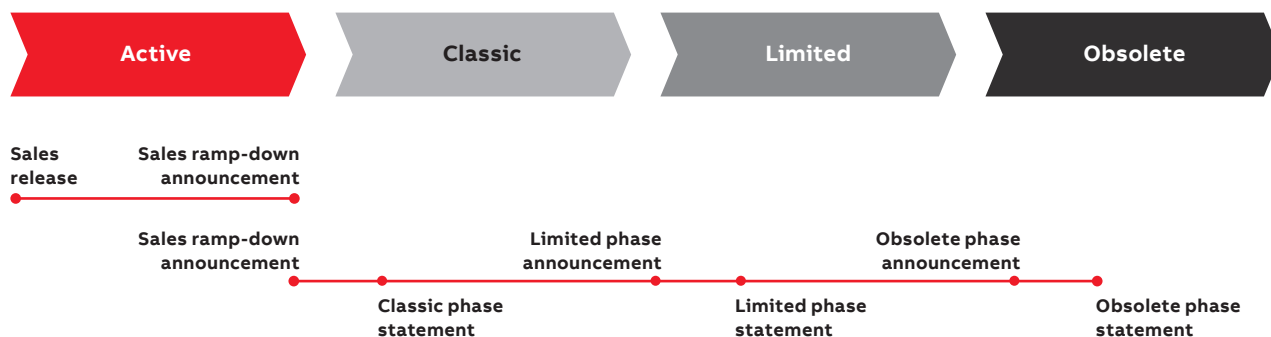 Active
Classic
Limited
Obsolete
Sales
release
Sales ramp-down
announcement
Sales ramp-down
announcement
Limited phase
announcement
Obsolete phase
announcement
Classic phase
statement
Limited phase
statement
Obsolete phase
statement